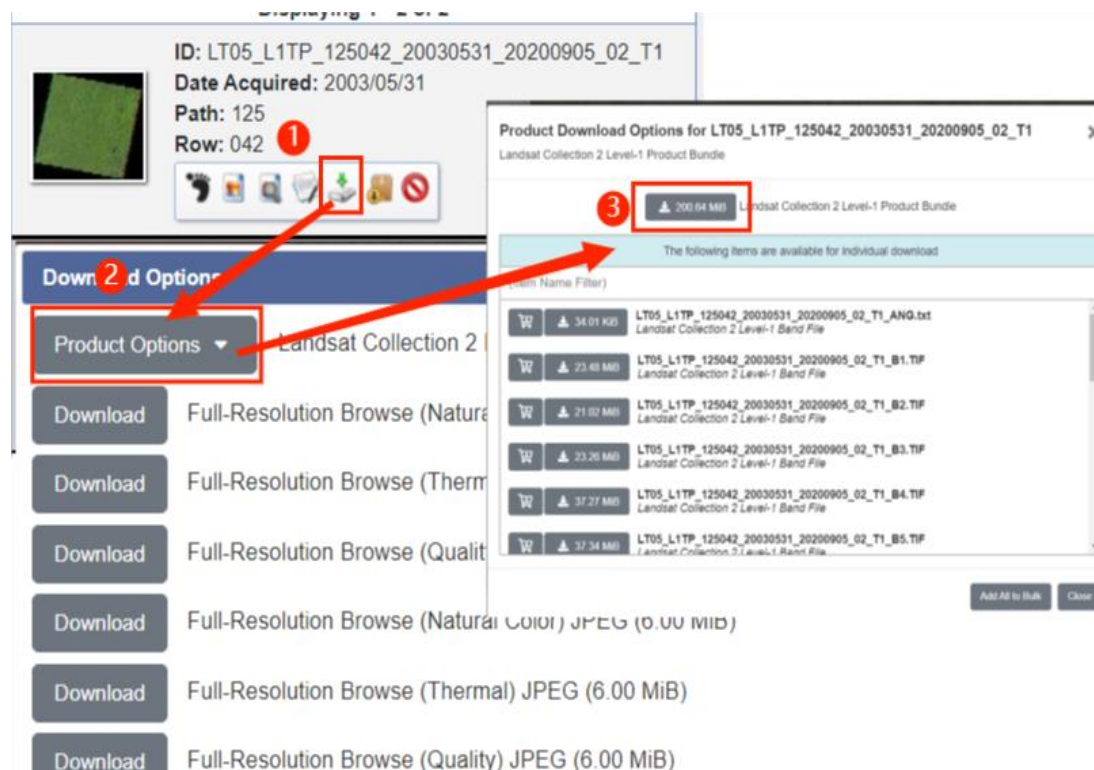 Displaying 1 - 2 of 2
ID: LT05_L1TP_125042_20030531_20200905_02_T1
Date Acquired: 2003/05/31
Path: 125
Row: 042
1
Product Download Options for LT05_L1TP_125042_20030531_20200905_02_T1
Landsat Collection 2 Level-1 Product Bundle
3
200.64 MiB Landsat Collection 2 Level-1 Product Bundle
The following items are available for individual download
(Item Name Filter)
34.01 KiB LT05_L1TP_125042_20030531_20200905_02_T1_ANG.txt
Landsat Collection 2 Level-1 Band File
23.48 MiB LT05_L1TP_125042_20030531_20200905_02_T1_B1.TIF
Landsat Collection 2 Level-1 Band File
21.02 MiB LT05_L1TP_125042_20030531_20200905_02_T1_B2.TIF
Landsat Collection 2 Level-1 Band File
23.26 MiB LT05_L1TP_125042_20030531_20200905_02_T1_B3.TIF
Landsat Collection 2 Level-1 Band File
37.27 MiB LT05_L1TP_125042_20030531_20200905_02_T1_B4.TIF
Landsat Collection 2 Level-1 Band File
37.34 MiB LT05_L1TP_125042_20030531_20200905_02_T1_B5.TIF
Landsat Collection 2 Level-1 Band File
Add All to Bulk Close
2
Download Options
Product Options Landsat Collection 2
Download Full-Resolution Browse (Natura
Download Full-Resolution Browse (Therm
Download Full-Resolution Browse (Qualit
Download Full-Resolution Browse (Natural Color) JPEG (6.00 MiB)
Download Full-Resolution Browse (Thermal) JPEG (6.00 MiB)
Download Full-Resolution Browse (Quality) JPEG (6.00 MiB)